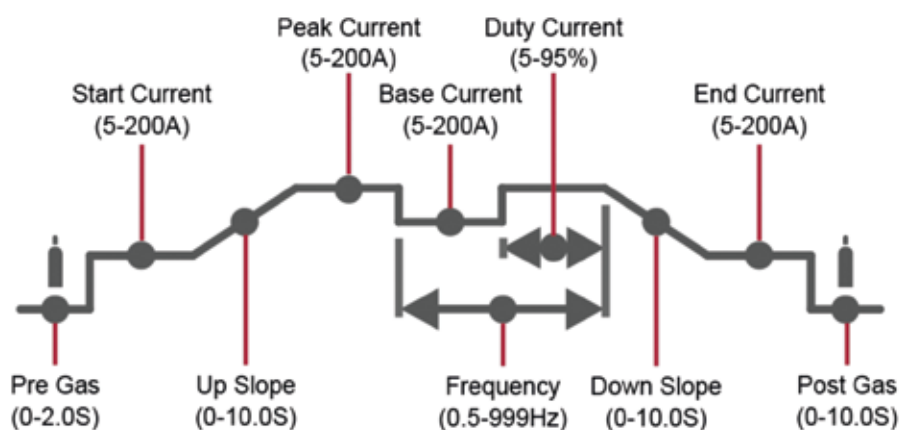 Peak Current
(5-200A)
Duty Current
(5-95%)
Start Current
(5-200A)
Base Current
(5-200A)
End Current
(5-200A)
Pre Gas
(0-2.0S)
Up Slope
(0-10.0S)
Frequency
(0.5-999Hz)
Down Slope
(0-10.0S)
Post Gas
(0-10.0S)